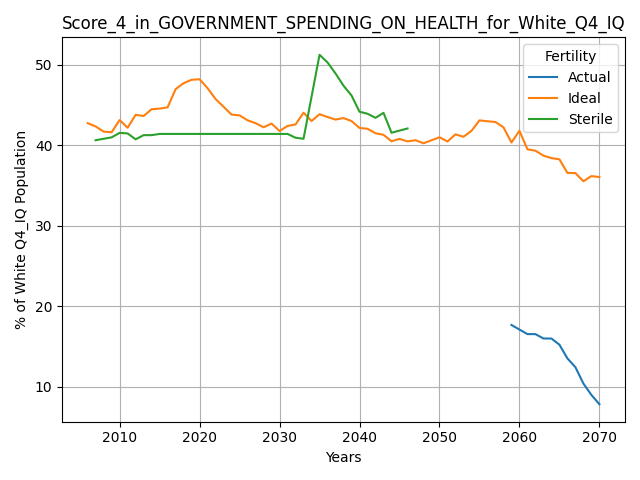 Score_4_in_GOVERNMENT_SPENDING_ON_HEALTH_for_White_Q4_IQ
Fertility
Actual
Ideal
Sterile
% of White Q4_IQ Population
50
40
30
20
10
2010 2020 2030 2040 2050 2060 2070
Years